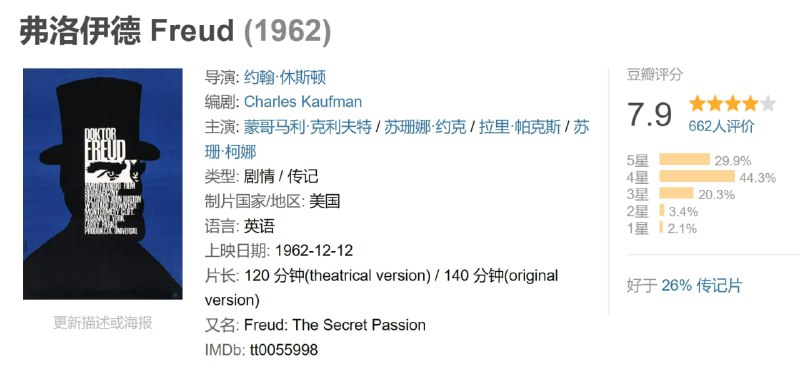 弗洛伊德 Freud (1962)
DOKTOR
FREUD
导演: 约翰·休斯顿
编剧: Charles Kaufman
主演: 蒙哥马利·克利夫特 / 苏珊娜·约克 / 拉里·帕克斯 / 苏
珊·柯娜
类型: 剧情 / 传记
制片国家/地区: 美国
语言: 英语
上映日期: 1962-12-12
片长: 120 分钟(theatrical version) / 140 分钟(original
version)
又名: Freud: The Secret Passion
IMDb: tt0055998
更新描述或海报
豆瓣评分
7.9
662人评价
5星 29.9%
4星 44.3%
3星 20.3%
2星 3.4%
1星 2.1%
好于 26% 传记片